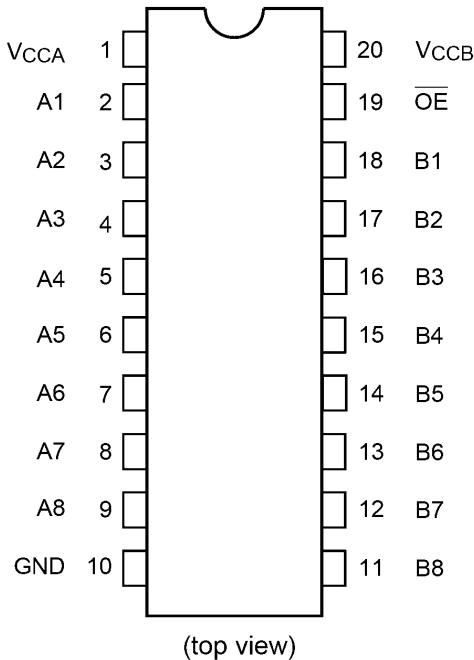 VCCA 1 20 VCCB
A1 2 19 OE
A2 3 18 B1
A3 4 17 B2
A4 5 16 B3
A5 6 15 B4
A6 7 14 B5
A7 8 13 B6
A8 9 12 B7
GND 10 11 B8
(top view)